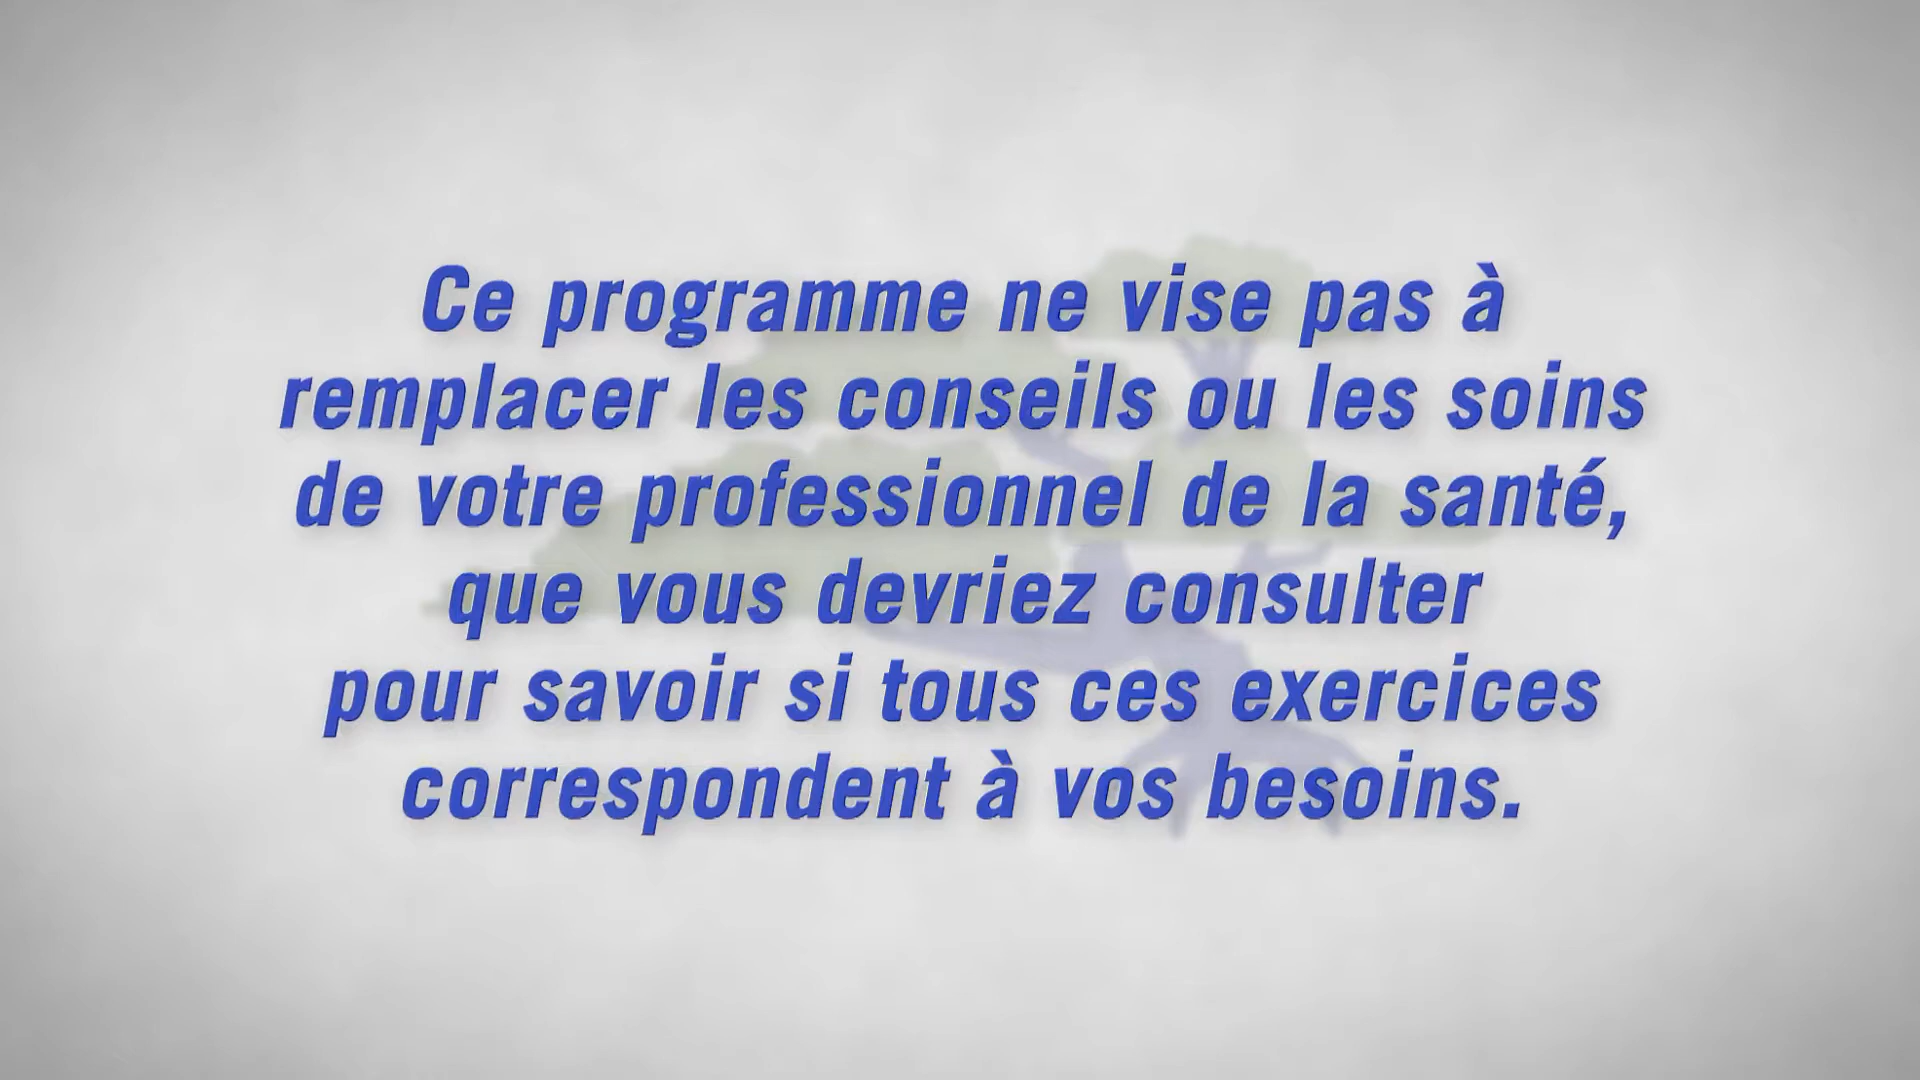 Ce programme ne vise pas à
remplacer les conseils ou les soins
de votre professionnel de la santé,
que vous devriez consulter
pour savoir si tous ces exercices
correspondent à vos besoins.